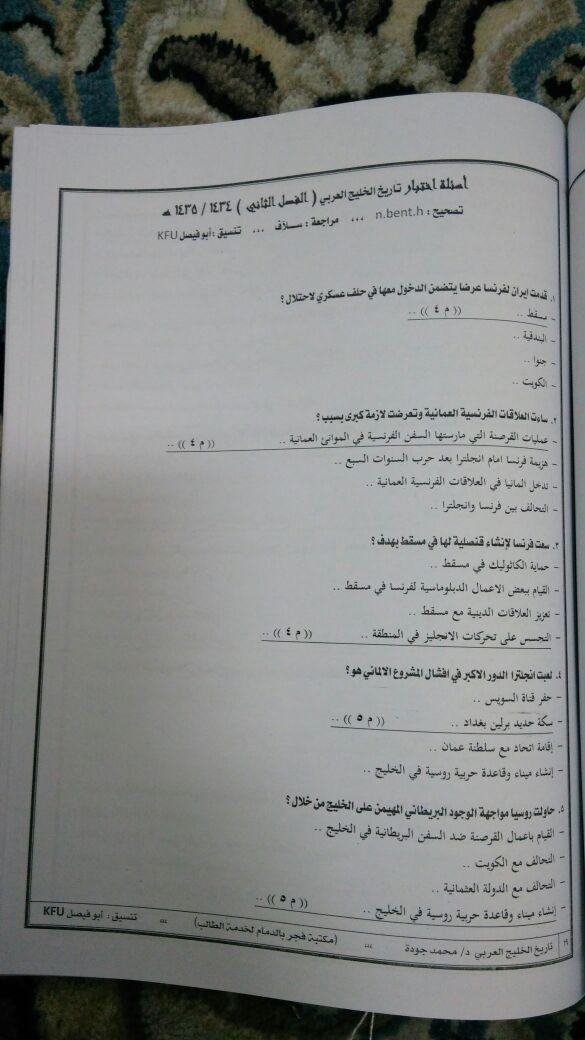 أسئلة اختبار تاريخ الخليج العربي ( الفصل الثاني ) ١٤٣٤ / ١٤٣٥ هـ
تصحيح : n.bent.h ،،، مراجعة : سلاف ،،، تنسيق : أبو فيصل KFU
١. قدمت إيران لفرنسا عرضا يتضمن الدخول معها في حلف عسكري لاحتلال ؟
- مسقط .. (( م ٤ )) ..
- البندقية ..
- جنوا ..
- الكويت ..
٢. ساءت العلاقات الفرنسية العمانية وتعرضت لازمة كبرى بسبب ؟
- عمليات القرصنة التي مارستها السفن الفرنسية في الموانئ العمانية .. (( م ٤ )) ..
- هزيمة فرنسا امام انجلترا بعد حرب السنوات السبع ..
- تدخل المانيا في العلاقات الفرنسية العمانية ..
- التحالف بين فرنسا وانجلترا ..
٣. سعت فرنسا لإنشاء قنصلية لها في مسقط بهدف ؟
- حماية الكاثوليك في مسقط ..
- القيام ببعض الاعمال الدبلوماسية لفرنسا في مسقط ..
- تعزيز العلاقات الدينية مع مسقط ..
- التجسس على تحركات الانجليز في المنطقة .. (( م ٤ )) ..
٤. لعبت انجلترا الدور الاكبر في افشال المشروع الالماني هو ؟
- حفر قناة السويس ..
- سكة حديد برلين بغداد .. (( م ٥ )) ..
- إقامة اتحاد مع سلطنة عمان ..
- إنشاء ميناء وقاعدة حربية روسية في الخليج ..
٥. حاولت روسيا مواجهة الوجود البريطاني المهيمن على الخليج من خلال ؟
- القيام باعمال القرصنة ضد السفن البريطانية في الخليج ..
- التحالف مع الكويت ..
- التحالف مع الدولة العثمانية ..
- إنشاء ميناء وقاعدة حربية روسية في الخليج .. (( م ٥ )) ..
تاريخ الخليج العربي د/ محمد جودة ،،، (مكتبة فجر بالدمام لخدمة الطالب) ،،، تنسيق : أبو فيصل KFU